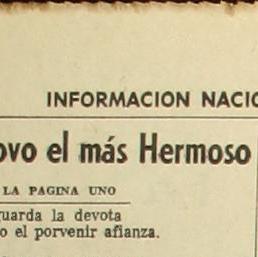 INFORMACION NACIO
ovo el más Hermoso
LA PAGINA UNO
guarda la devota
o el porvenir afianza.